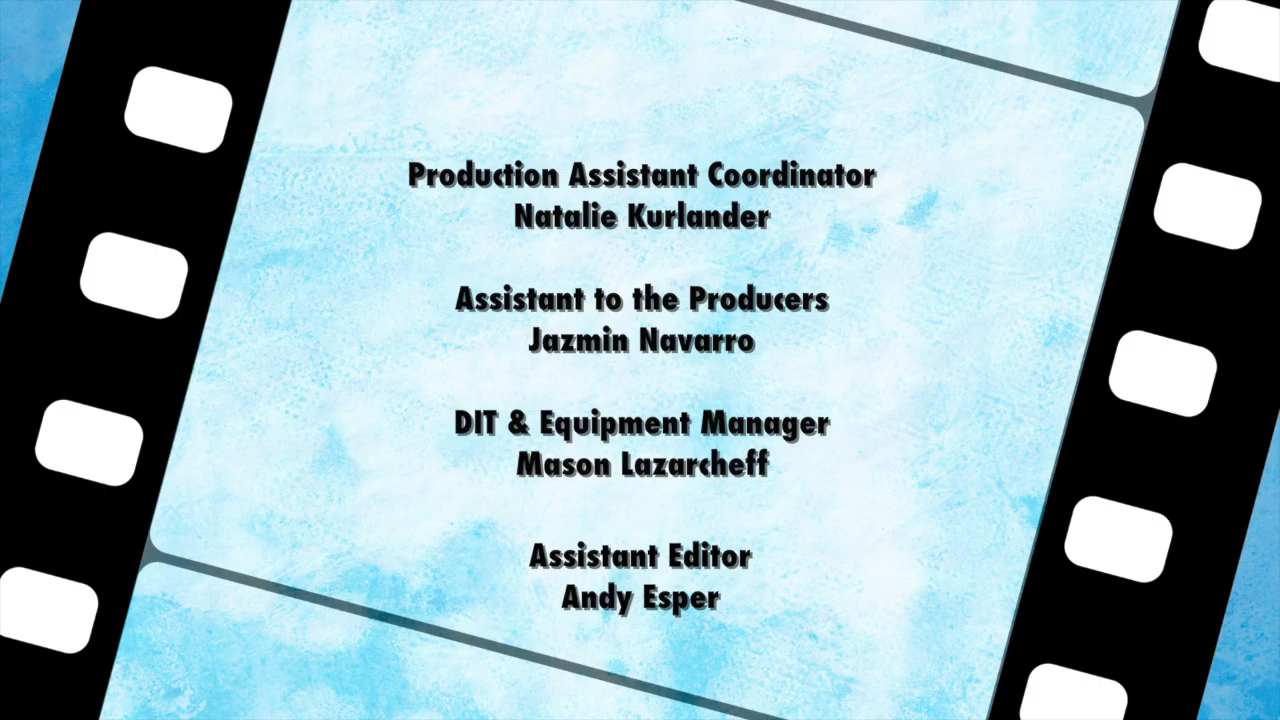 Production Assistant Coordinator
Natalie Kurlander
Assistant to the Producers
Jazmin Navarro
DIT & Equipment Manager
Mason Lazarcheff
Assistant Editor
Andy Esper